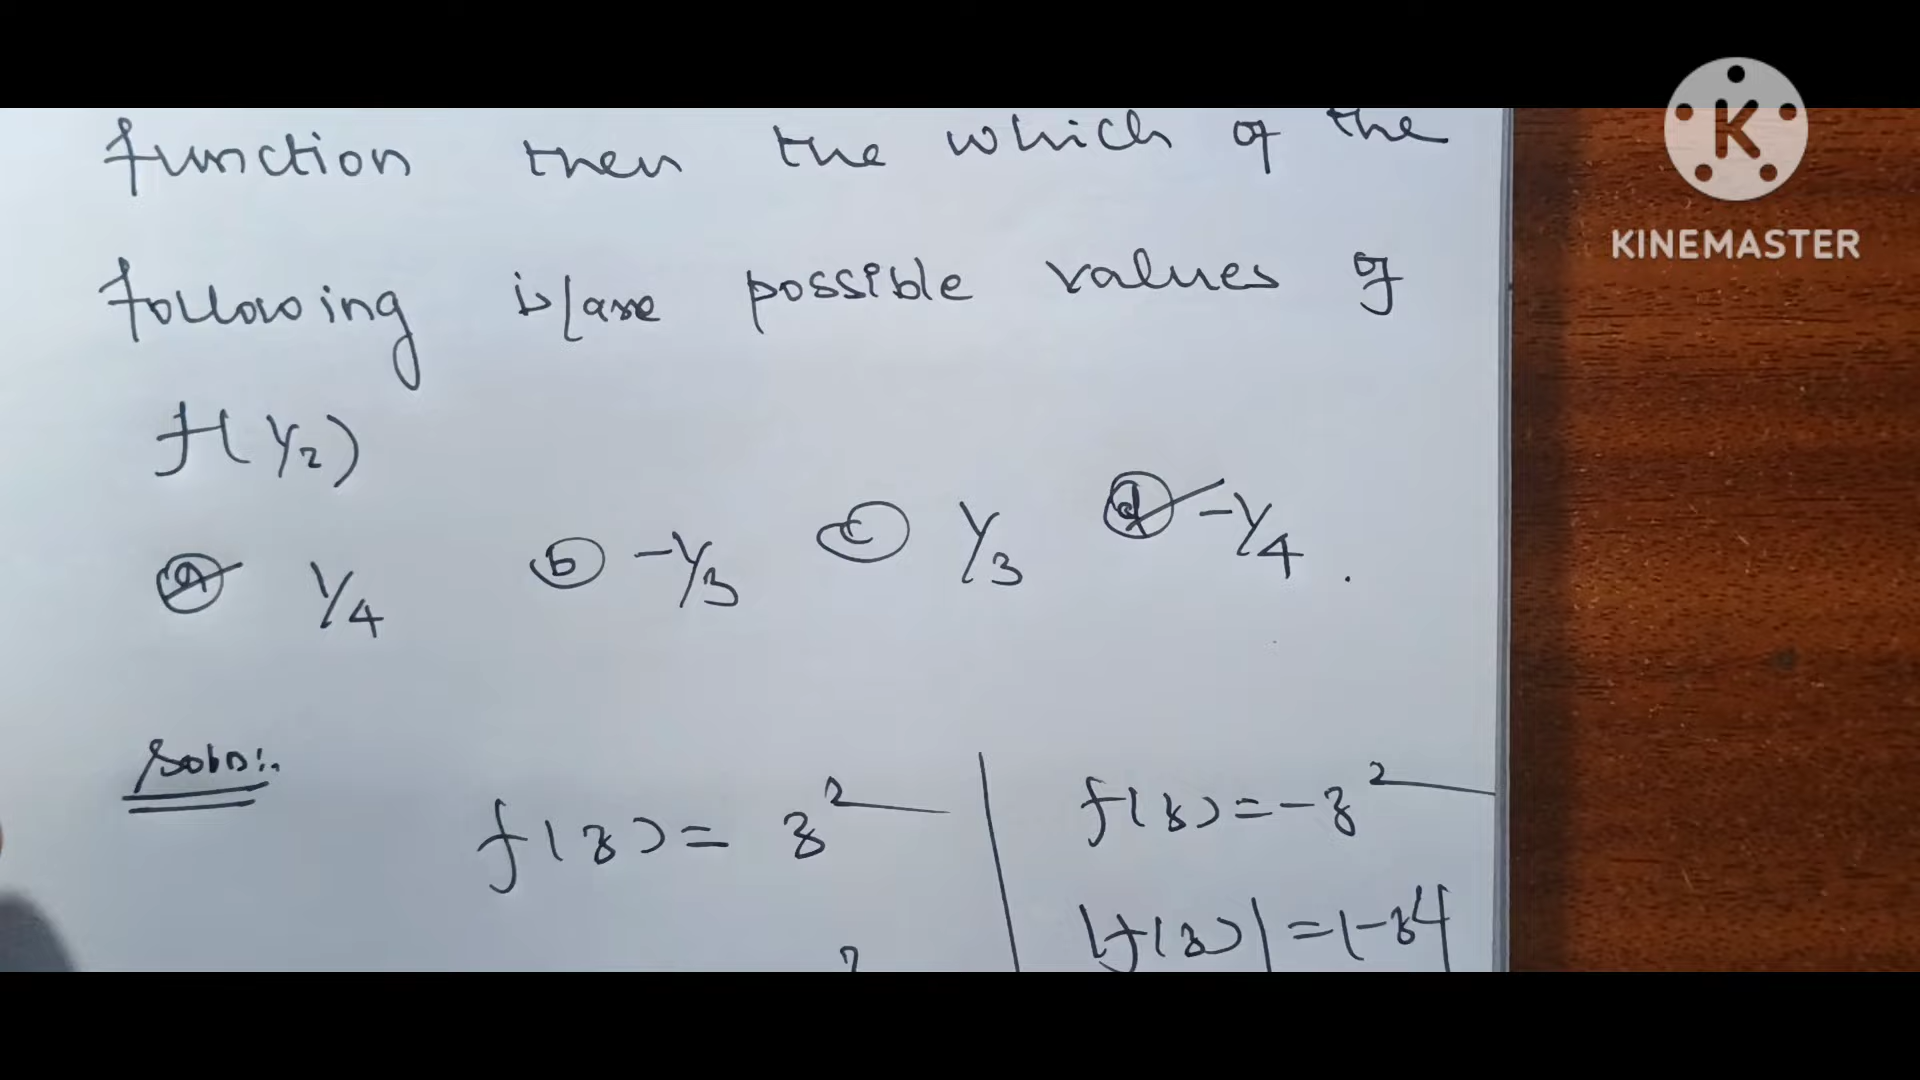 function then the which of the
following is/are possible values of
f(1/2)
(a) 1/4 (b) -1/3 (c) 1/3 (d) -1/4 .
Soln:.
f(z) = z² | f(z) = -z²
|f(z)| = |-z²|
K
KINEMASTER